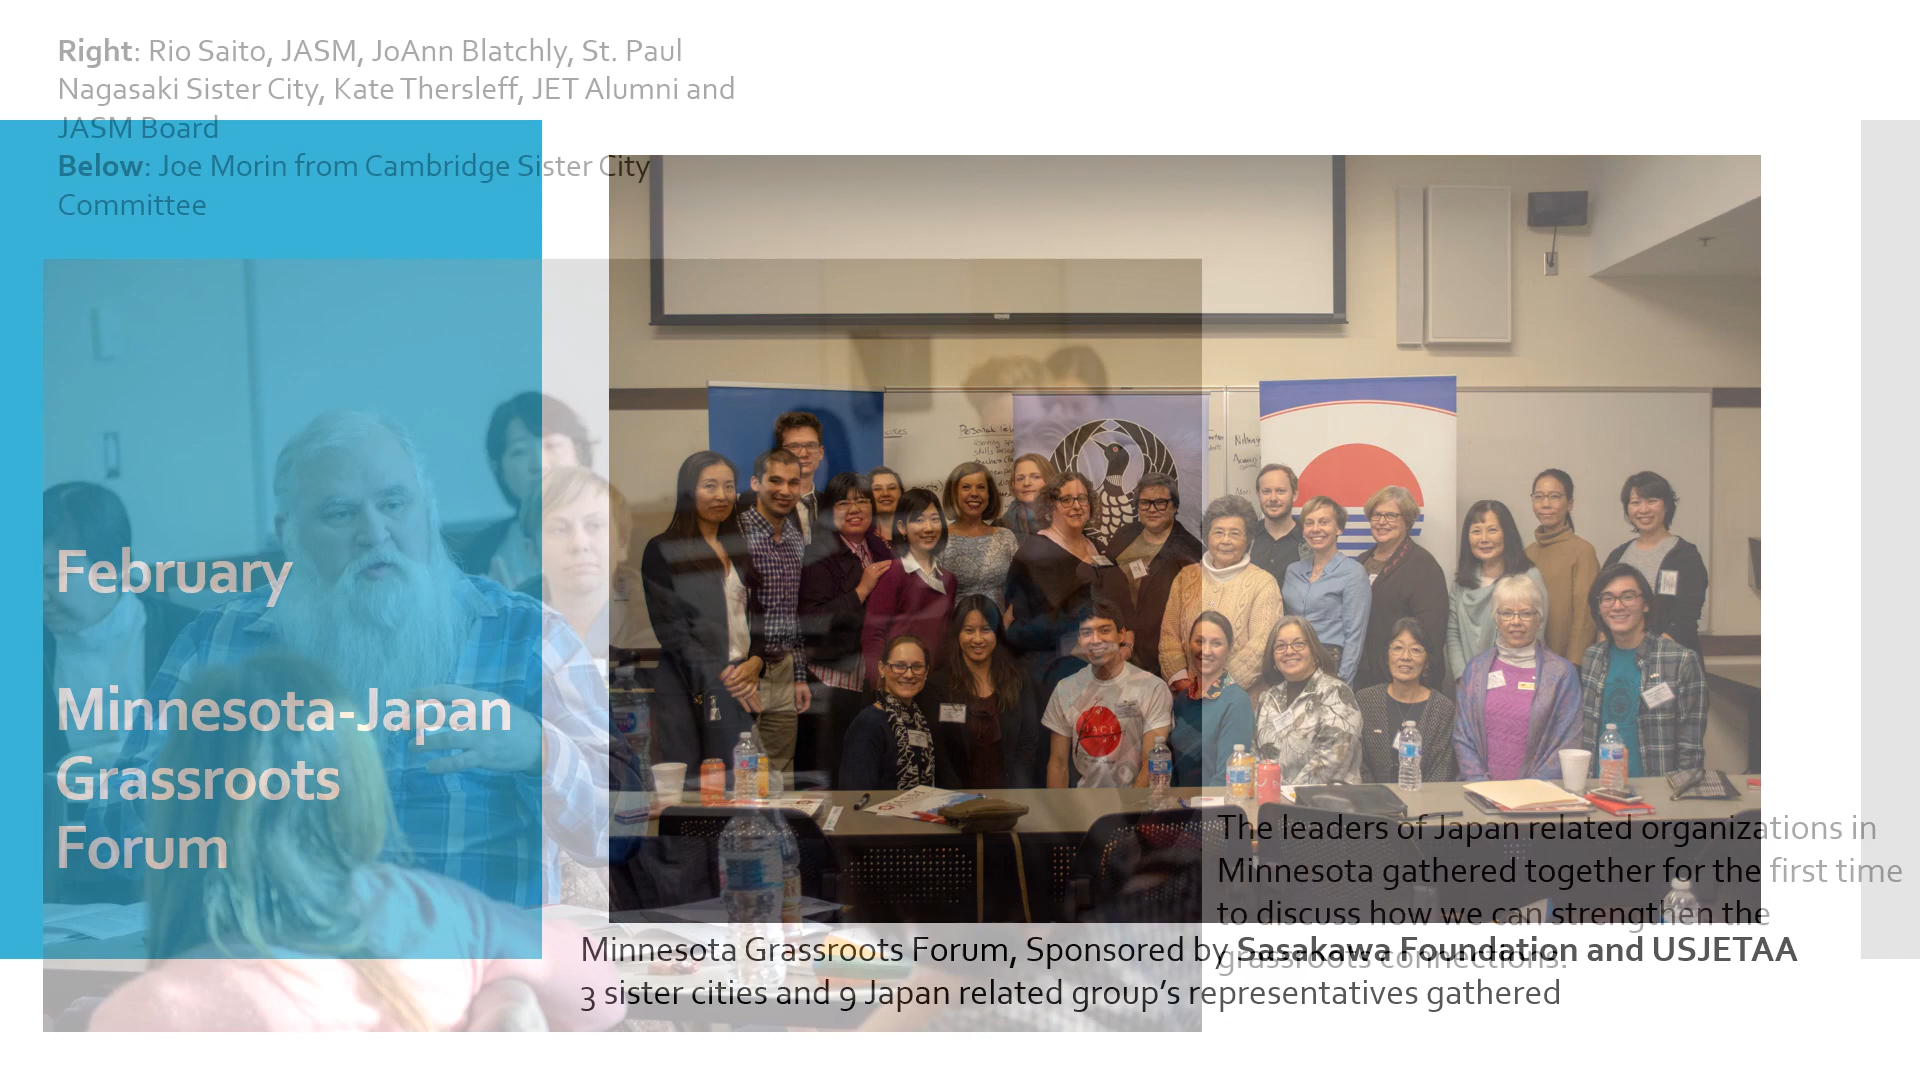 Right: Rio Saito, JASM, JoAnn Blatchly, St. Paul
Nagasaki Sister City, Kate Thersleff, JET Alumni and
JASM Board
Below: Joe Morin from Cambridge Sister City
Committee
February
Minnesota-Japan
Grassroots
Forum
The leaders of Japan related organizations in
Minnesota gathered together for the first time
to discuss how we can strengthen the
grassroots connections.
Minnesota Grassroots Forum, Sponsored by Sasakawa Foundation and USJETAA
3 sister cities and 9 Japan related group’s representatives gathered